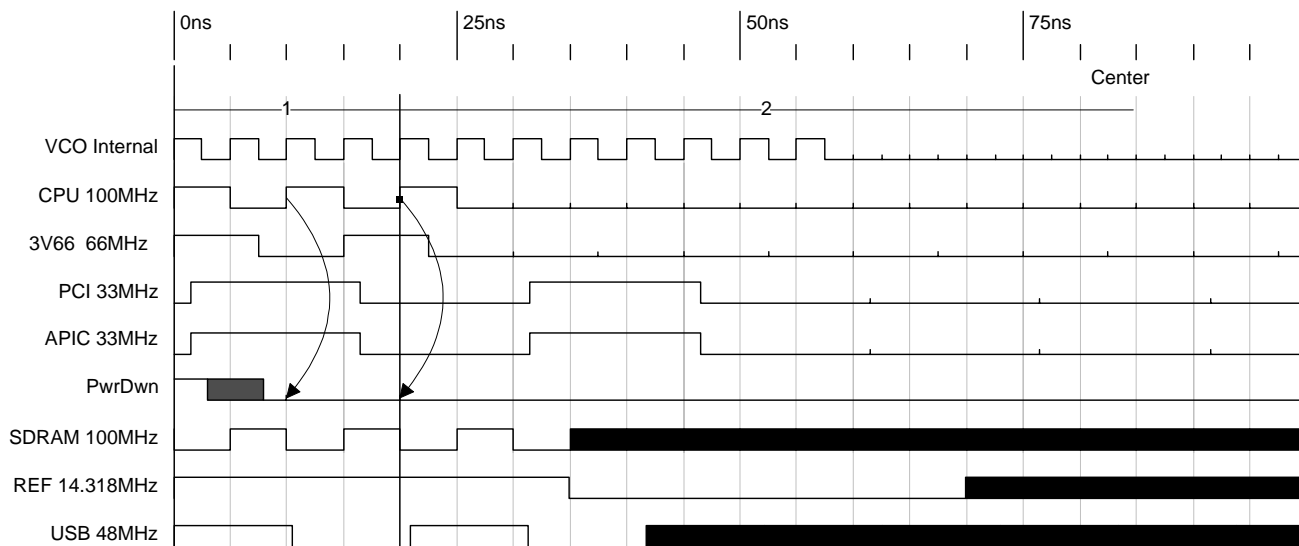 0ns 25ns 50ns 75ns
Center
1 2
VCO Internal
CPU 100MHz
3V66 66MHz
PCI 33MHz
APIC 33MHz
PwrDwn
SDRAM 100MHz
REF 14.318MHz
USB 48MHz